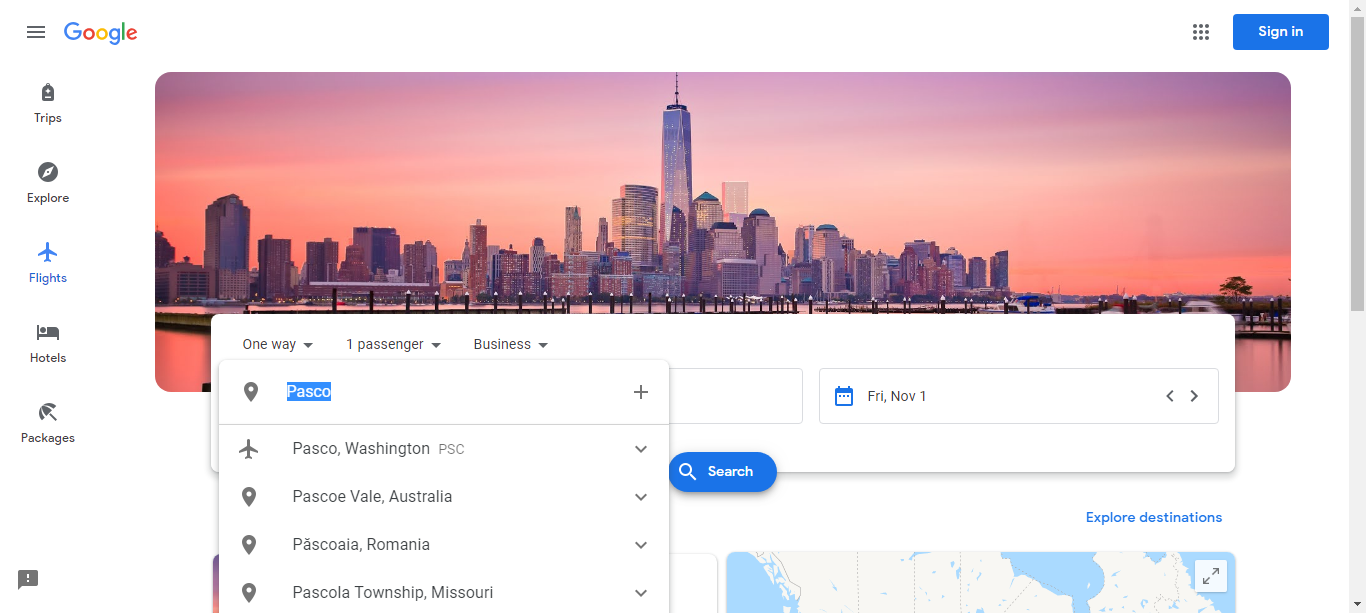 Google
Sign in
Trips
Explore
Flights
Hotels
Packages
One way
1 passenger
Business
Pasco
Fri, Nov 1
Pasco, Washington PSC
Pascoe Vale, Australia
Păscoaia, Romania
Pascola Township, Missouri
Search
Explore destinations